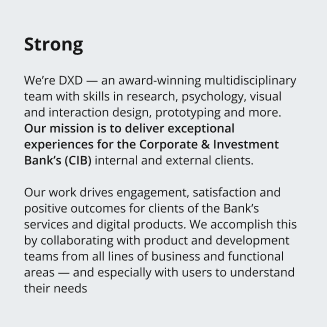 Strong
We're DXD — an award-winning multidisciplinary
team with skills in research, psychology, visual
and interaction design, prototyping and more.
Our mission is to deliver exceptional
experiences for the Corporate & Investment
Bank's (CIB) internal and external clients.
Our work drives engagement, satisfaction and
positive outcomes for clients of the Bank's
services and digital products. We accomplish this
by collaborating with product and development
teams from all lines of business and functional
areas — and especially with users to understand
their needs